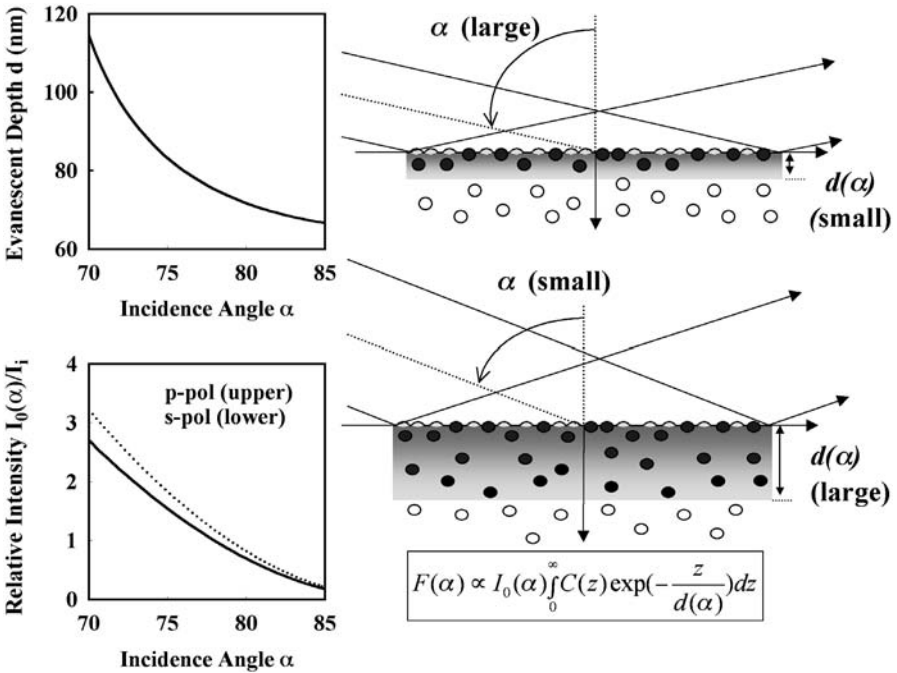 Evanescent Depth d (nm)
120
100
80
60
70 75 80 85
Incidence Angle α
α (large)
d(α)
(small)
Relative Intensity I₀(α)/Iᵢ
4
3
2
1
0
p-pol (upper)
s-pol (lower)
70 75 80 85
Incidence Angle α
α (small)
d(α)
(large)
F(α) ∝ I₀(α)∫₀^∞ C(z) exp(−z/d(α))dz